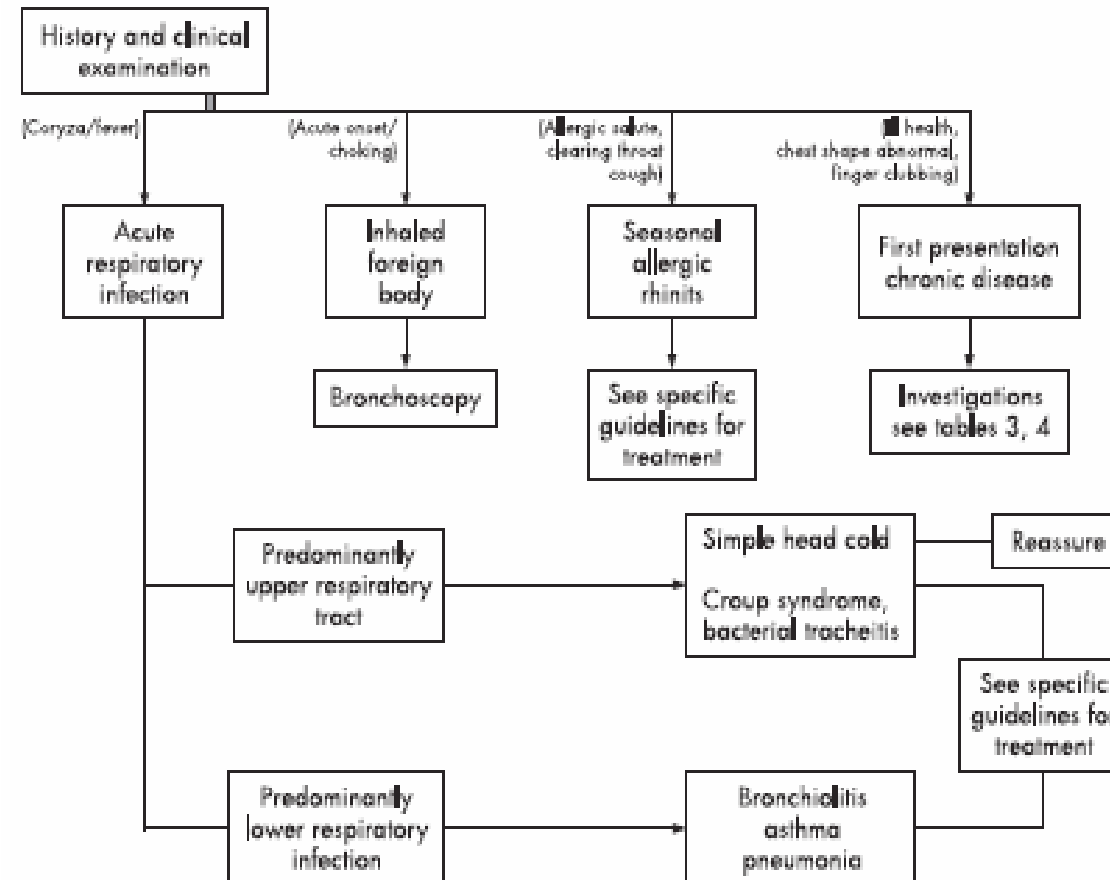 History and clinical
examination
(Coryza/fever)
(Acute onset/
choking)
(Allergic salute,
clearing throat
cough)
health,
chest shape abnormal,
finger clubbing)
Acute
respiratory
infection
Inhaled
foreign
body
Seasonal
allergic
rhinits
First presentation
chronic disease
Bronchoscopy
See specific
guidelines for
treatment
Investigations
see tables 3, 4
Predominantly
upper respiratory
tract
Simple head cold
Croup syndrome,
bacterial tracheitis
Reassure
See specific
guidelines for
treatment
Predominantly
lower respiratory
infection
Bronchiolitis
asthma
pneumonia